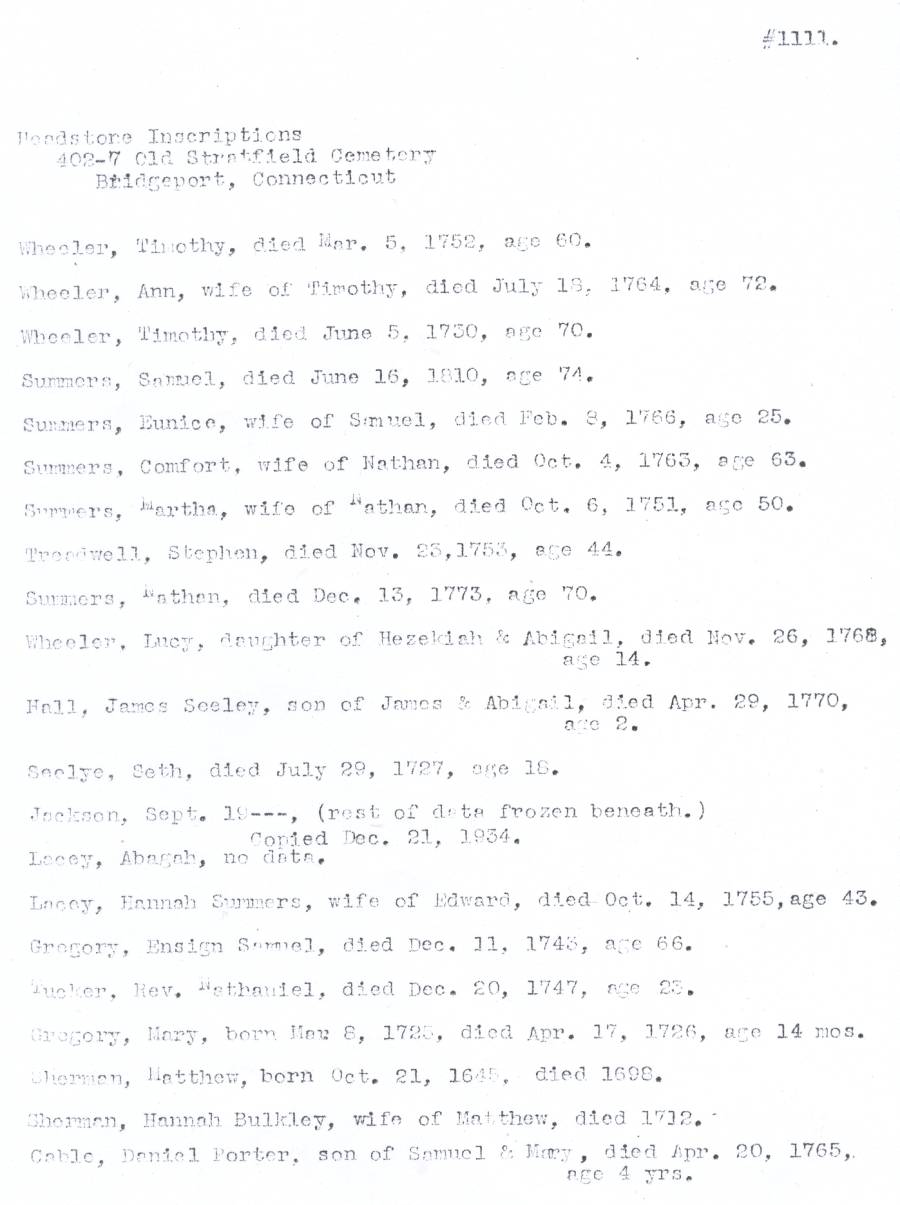 #1111.
Headstone Inscriptions
402-7 Old Stratfield Cemetery
Bridgeport, Connecticut
Wheeler, Timothy, died Mar. 5, 1752, age 60.
Wheeler, Ann, wife of Timothy, died July 18, 1764, age 72.
Wheeler, Timothy, died June 5, 1730, age 70.
Summers, Samuel, died June 16, 1810, age 74.
Summers, Eunice, wife of Samuel, died Feb. 8, 1766, age 25.
Summers, Comfort, wife of Nathan, died Oct. 4, 1763, age 63.
Summers, Martha, wife of Nathan, died Oct. 6, 1751, age 50.
Treadwell, Stephen, died Nov. 23,1753, age 44.
Summers, Nathan, died Dec. 13, 1773, age 70.
Wheeler, Lucy, daughter of Hezekiah & Abigail, died Nov. 26, 1768,
age 14.
Hall, James Seeley, son of James & Abigail, died Apr. 29, 1770,
age 2.
Seelye, Seth, died July 29, 1727, age 18.
Jackson, Sept. 19---, (rest of data frozen beneath.)
Copied Dec. 21, 1934.
Lacey, Abagah, no data.
Lacey, Hannah Summers, wife of Edward, died Oct. 14, 1755,age 43.
Gregory, Ensign Samuel, died Dec. 11, 1743, age 66.
Tucker, Rev. Nathaniel, died Dec. 20, 1747, age 23.
Gregory, Mary, born Mau 8, 1725, died Apr. 17, 1726, age 14 mos.
Sherman, Matthew, born Oct. 21, 1645, died 1698.
Sherman, Hannah Bulkley, wife of Matthew, died 1712.
Cable, Daniel Porter, son of Samuel & Mary, died Apr. 20, 1765,
age 4 yrs.